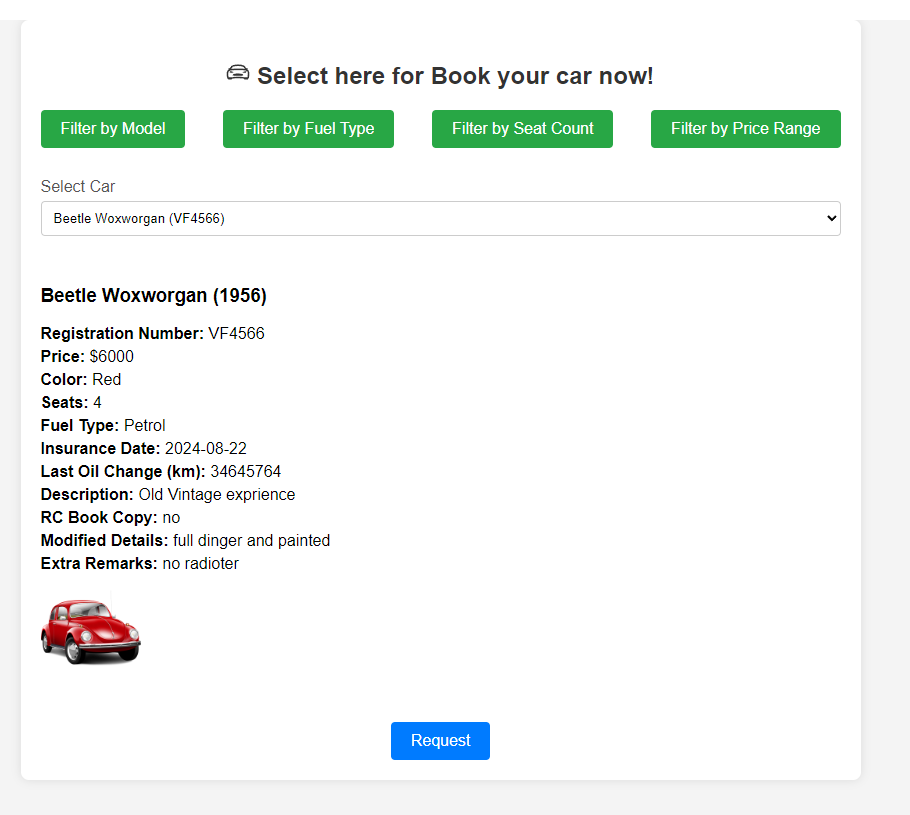 Select here for Book your car now!
Filter by Model Filter by Fuel Type Filter by Seat Count Filter by Price Range
Select Car
Beetle Woxworgan (VF4566)
Beetle Woxworgan (1956)
Registration Number: VF4566
Price: $6000
Color: Red
Seats: 4
Fuel Type: Petrol
Insurance Date: 2024-08-22
Last Oil Change (km): 34645764
Description: Old Vintage exprience
RC Book Copy: no
Modified Details: full dinger and painted
Extra Remarks: no radioter
Request